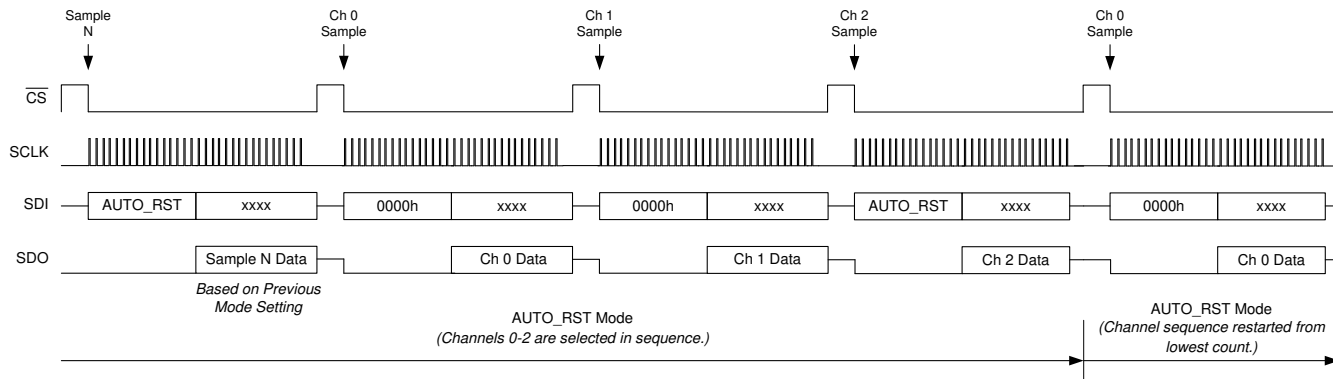 Sample
N
Ch 0
Sample
Ch 1
Sample
Ch 2
Sample
Ch 0
Sample
CS
SCLK
SDI
AUTO_RST
xxxx
0000h
xxxx
0000h
xxxx
AUTO_RST
xxxx
0000h
xxxx
SDO
Sample N Data
Ch 0 Data
Ch 1 Data
Ch 2 Data
Ch 0 Data
Based on Previous
Mode Setting
AUTO_RST Mode
(Channels 0-2 are selected in sequence.)
AUTO_RST Mode
(Channel sequence restarted from
lowest count.)